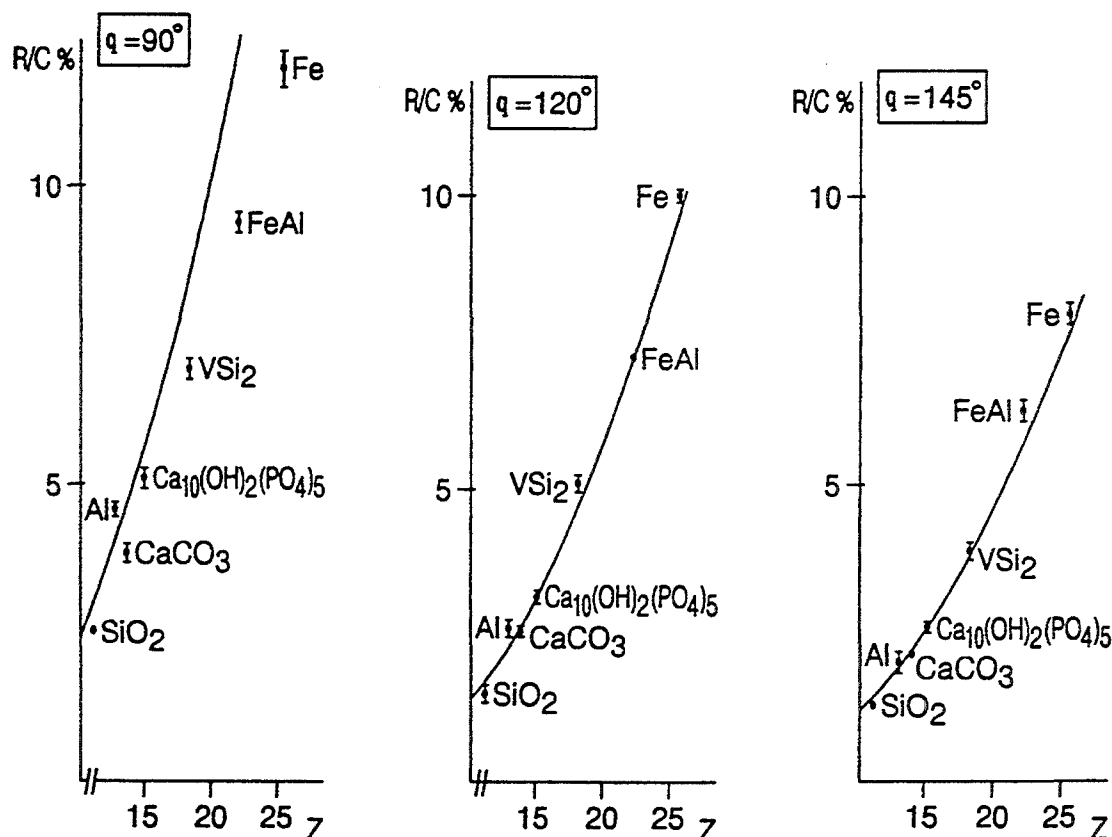 R/C %
q =90°
Fe
10
FeAl
VSi2
5
Ca10(OH)2(PO4)5
Al
CaCO3
SiO2
15 20 25 Z
R/C %
q =120°
10
Fe
FeAl
5
VSi2
Ca10(OH)2(PO4)5
Al
CaCO3
SiO2
15 20 25 Z
R/C %
q =145°
10
Fe
FeAl
5
VSi2
Ca10(OH)2(PO4)5
Al
CaCO3
SiO2
15 20 25 Z